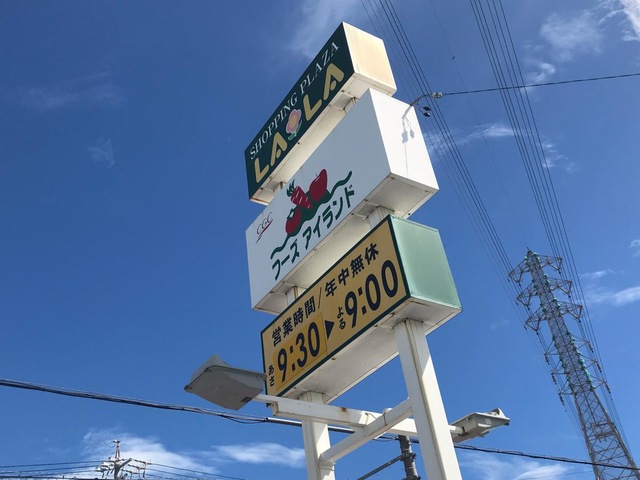 SHOPPING PLAZA
LALA
CGC
フーズ アイランド
営業時間/年中無休
あさ 9:30 ▶ よる 9:00